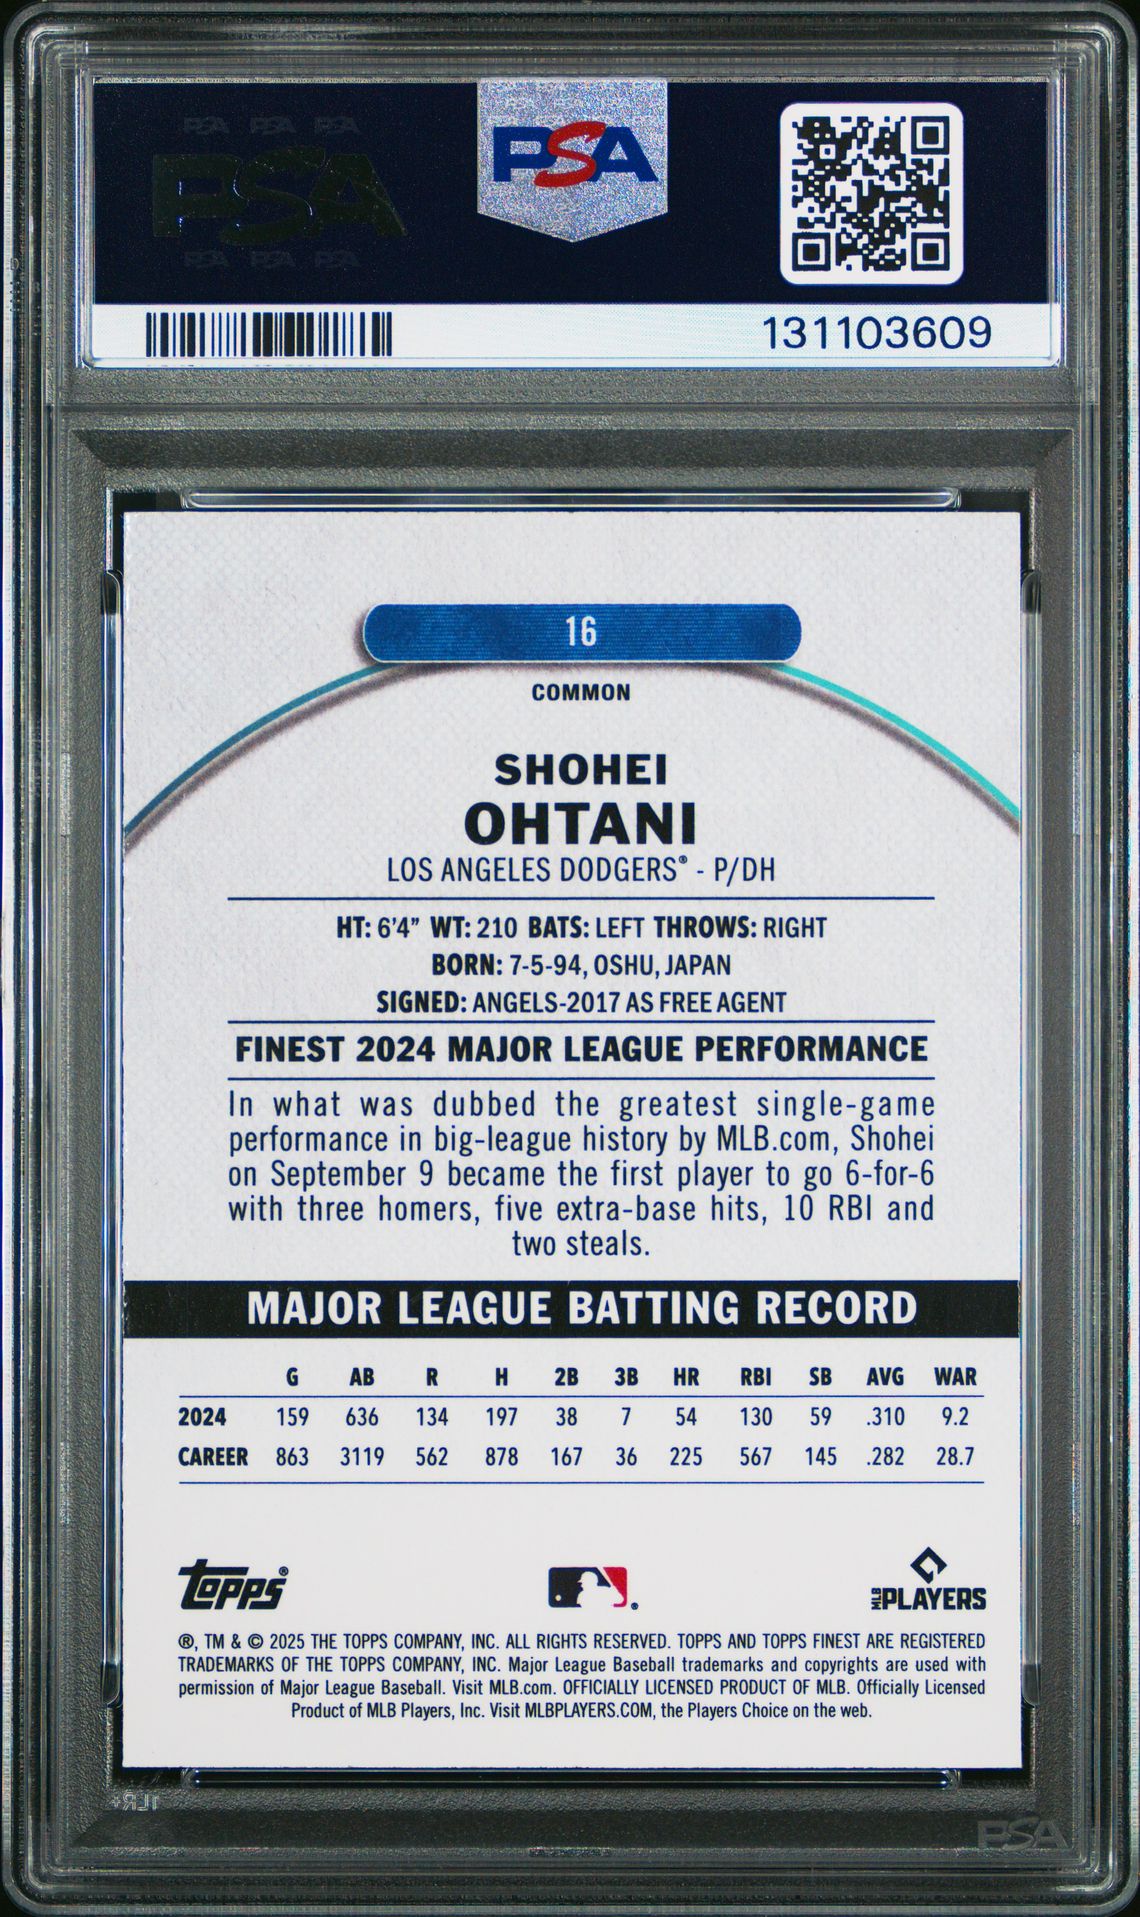 PSA PSA PSA
PSA
PSA PSA PSA
PSA
131103609
16
COMMON
SHOHEI
OHTANI
LOS ANGELES DODGERS® - P/DH
HT: 6'4" WT: 210 BATS: LEFT THROWS: RIGHT
BORN: 7-5-94, OSHU, JAPAN
SIGNED: ANGELS-2017 AS FREE AGENT
FINEST 2024 MAJOR LEAGUE PERFORMANCE
In what was dubbed the greatest single-game
performance in big-league history by MLB.com, Shohei
on September 9 became the first player to go 6-for-6
with three homers, five extra-base hits, 10 RBI and
two steals.
MAJOR LEAGUE BATTING RECORD
G AB R H 2B 3B HR RBI SB AVG WAR
2024 159 636 134 197 38 7 54 130 59 .310 9.2
CAREER 863 3119 562 878 167 36 225 567 145 .282 28.7
Topps®
®
MLB PLAYERS
®, TM & © 2025 THE TOPPS COMPANY, INC. ALL RIGHTS RESERVED. TOPPS AND TOPPS FINEST ARE REGISTERED
TRADEMARKS OF THE TOPPS COMPANY, INC. Major League Baseball trademarks and copyrights are used with
permission of Major League Baseball. Visit MLB.com. OFFICIALLY LICENSED PRODUCT OF MLB. Officially Licensed
Product of MLB Players, Inc. Visit MLBPLAYERS.COM, the Players Choice on the web.
PSA